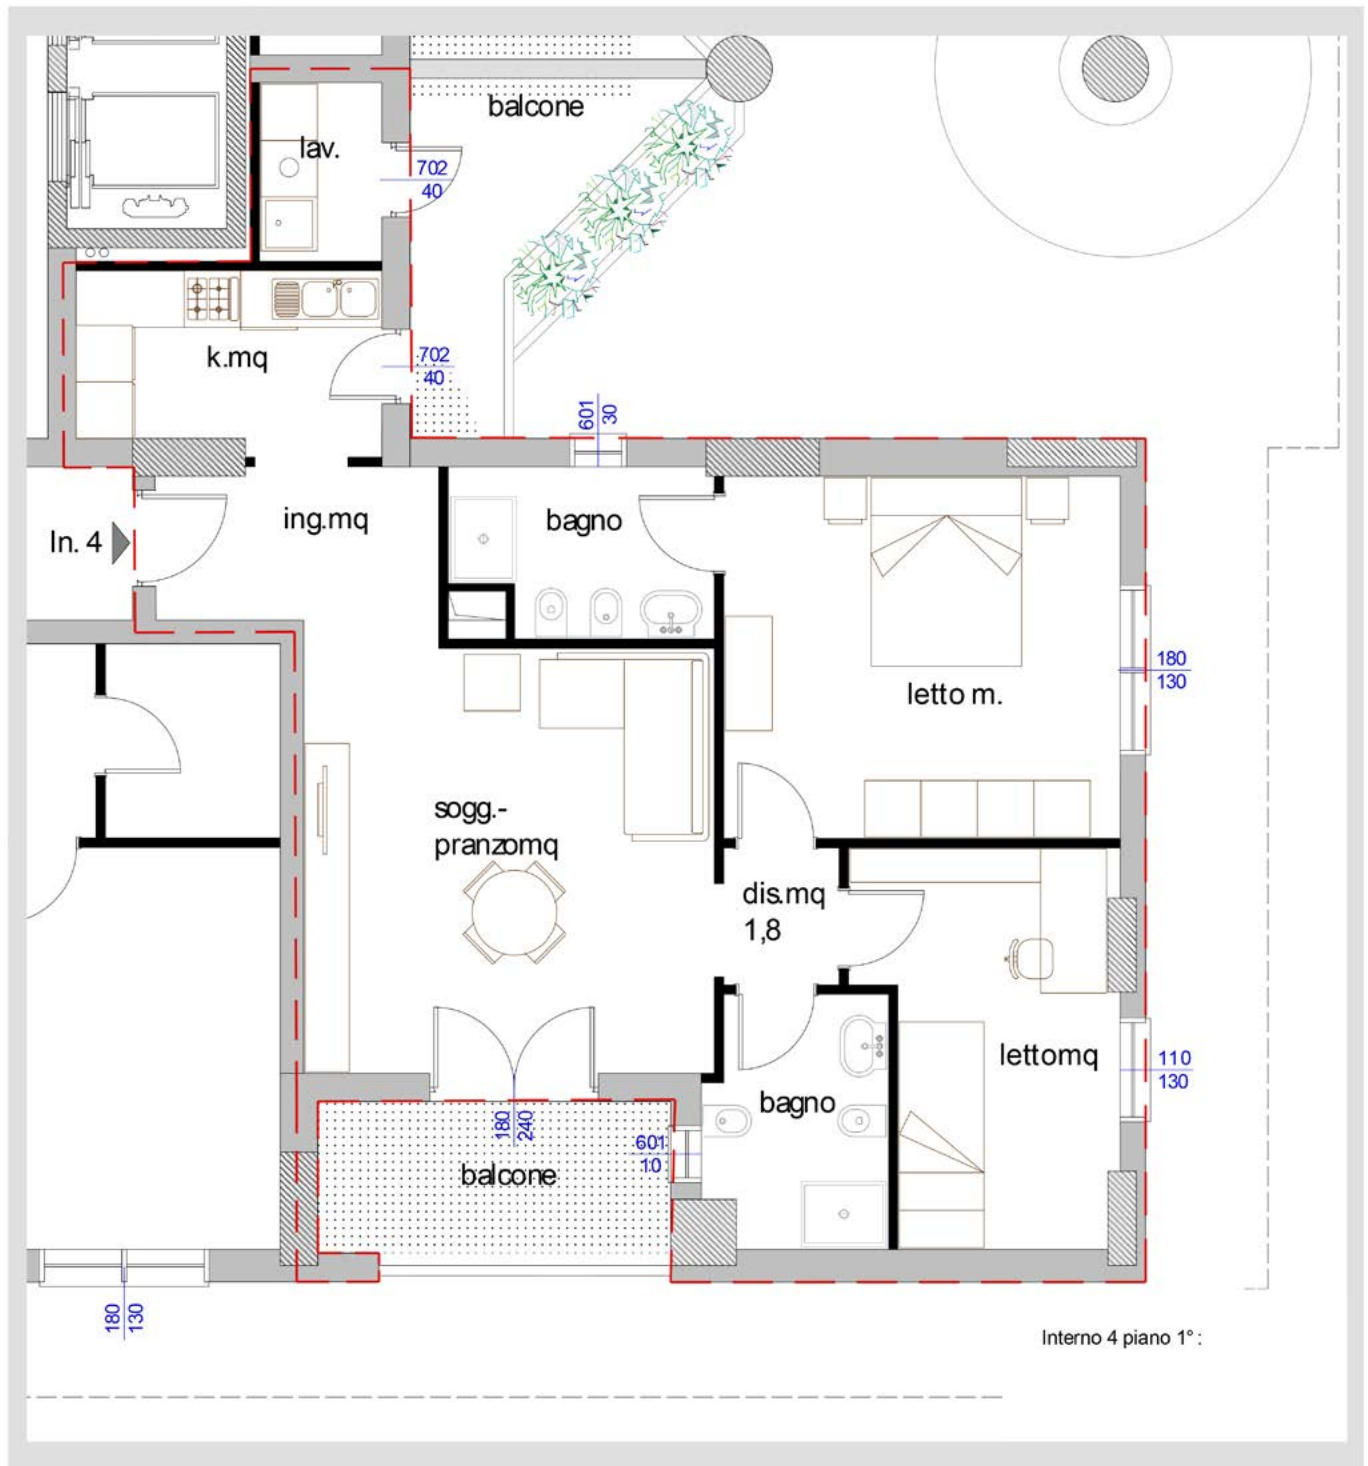 balcone
lav.
702
40
k.mq
702
40
601
30
ing.mq
bagno
In. 4
letto m.
180
130
sogg.-
pranzomq
dis.mq
1,8
lettomq
110
130
bagno
180
240
601
10
balcone
180
130
Interno 4 piano 1° :